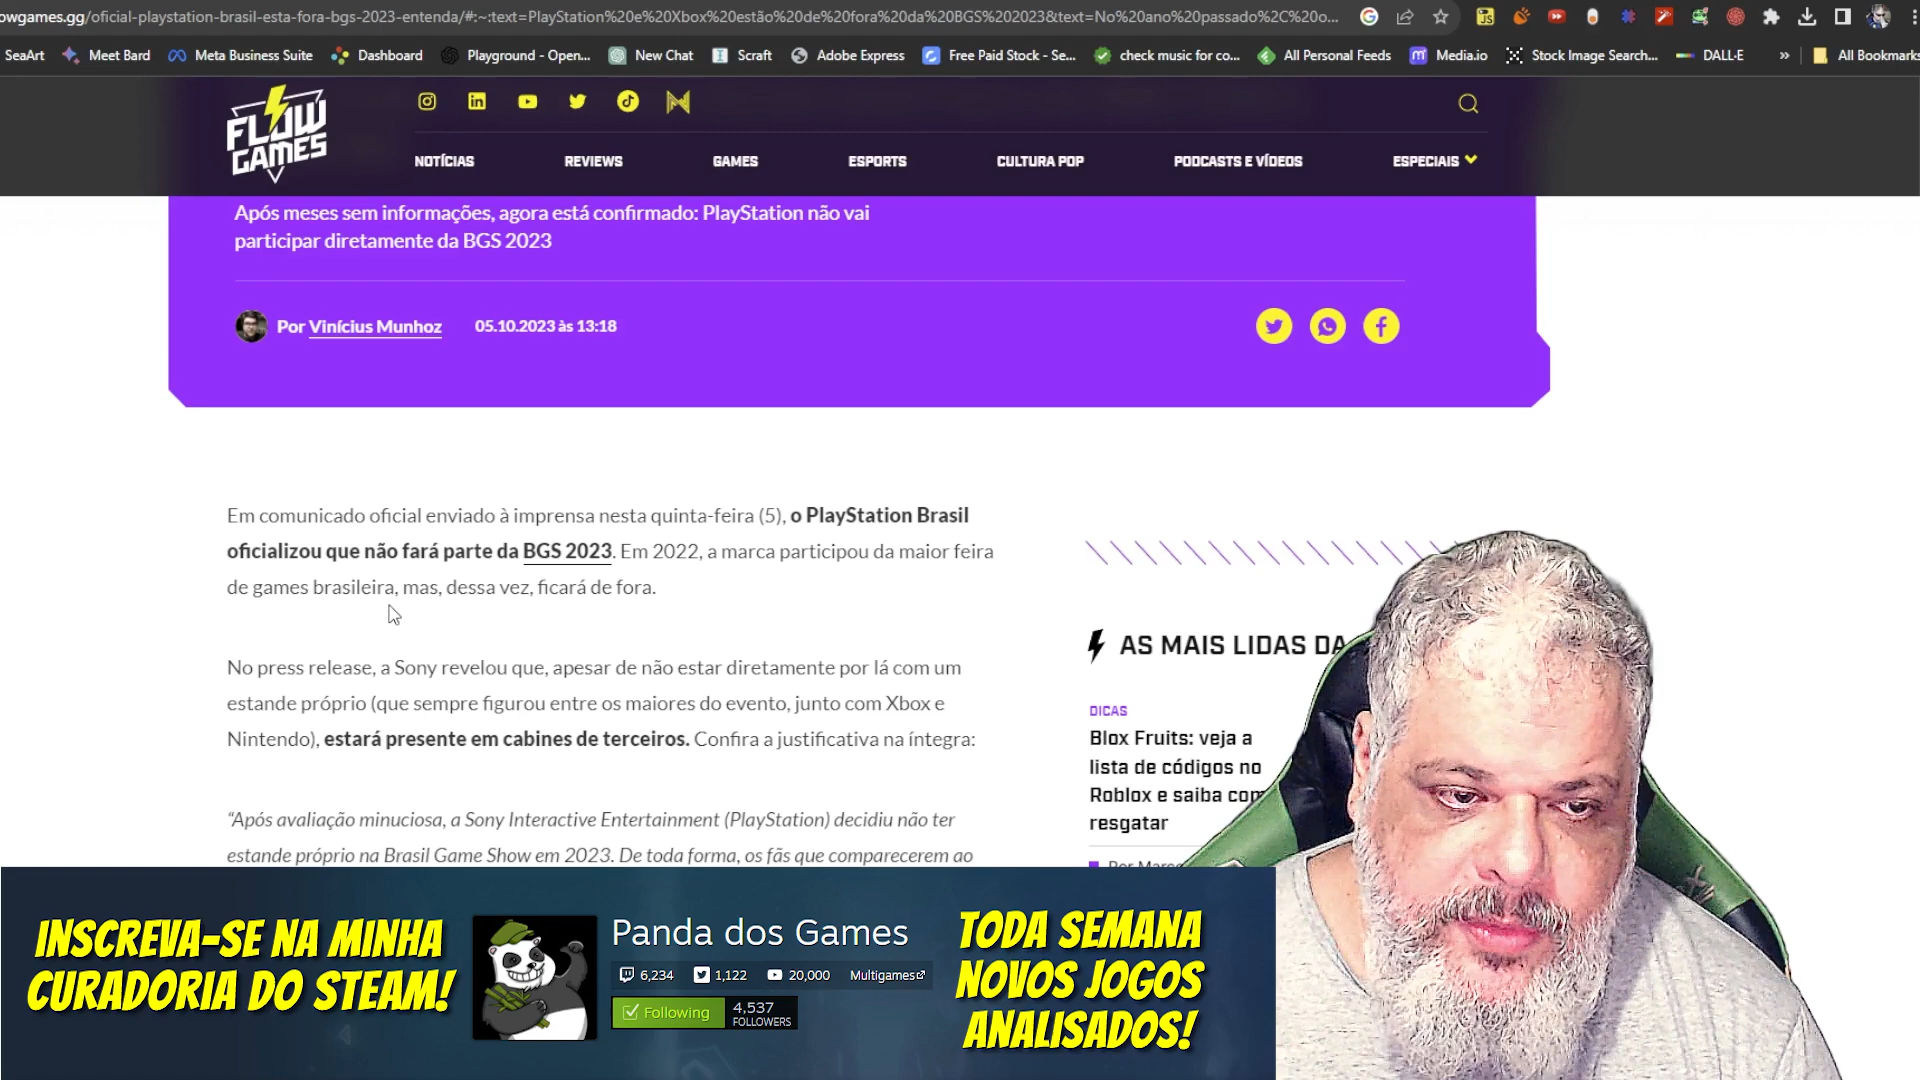 owgames.gg/oficial-playstation-brasil-esta-fora-bgs-2023-entenda/#:~:text=PlayStation%20e%20Xbox%20estão%20de%20fora%20da%20BGS%202023&text=No%20ano%20passado%2C%20o...
SeaArt Meet Bard Meta Business Suite Dashboard Playground - Open... New Chat Scraft Adobe Express Free Paid Stock - Se... check music for co... All Personal Feeds Media.io Stock Image Search... DALL·E » All Bookmarks
FLOW
GAMES
NOTÍCIAS REVIEWS GAMES ESPORTS CULTURA POP PODCASTS E VÍDEOS ESPECIAIS
Após meses sem informações, agora está confirmado: PlayStation não vai
participar diretamente da BGS 2023
Por Vinícius Munhoz 05.10.2023 às 13:18
Em comunicado oficial enviado à imprensa nesta quinta-feira (5), o PlayStation Brasil
oficializou que não fará parte da BGS 2023. Em 2022, a marca participou da maior feira
de games brasileira, mas, dessa vez, ficará de fora.
No press release, a Sony revelou que, apesar de não estar diretamente por lá com um
estande próprio (que sempre figurou entre os maiores do evento, junto com Xbox e
Nintendo), estará presente em cabines de terceiros. Confira a justificativa na íntegra:
“Após avaliação minuciosa, a Sony Interactive Entertainment (PlayStation) decidiu não ter
estande próprio na Brasil Game Show em 2023. De toda forma, os fãs que comparecerem ao
AS MAIS LIDAS DA
DICAS
Blox Fruits: veja a
lista de códigos no
Roblox e saiba com
resgatar
INSCREVA-SE NA MINHA
CURADORIA DO STEAM!
Panda dos Games
6,234 1,122 20,000 Multigames
Following 4,537
FOLLOWERS
TODA SEMANA
NOVOS JOGOS
ANALISADOS!